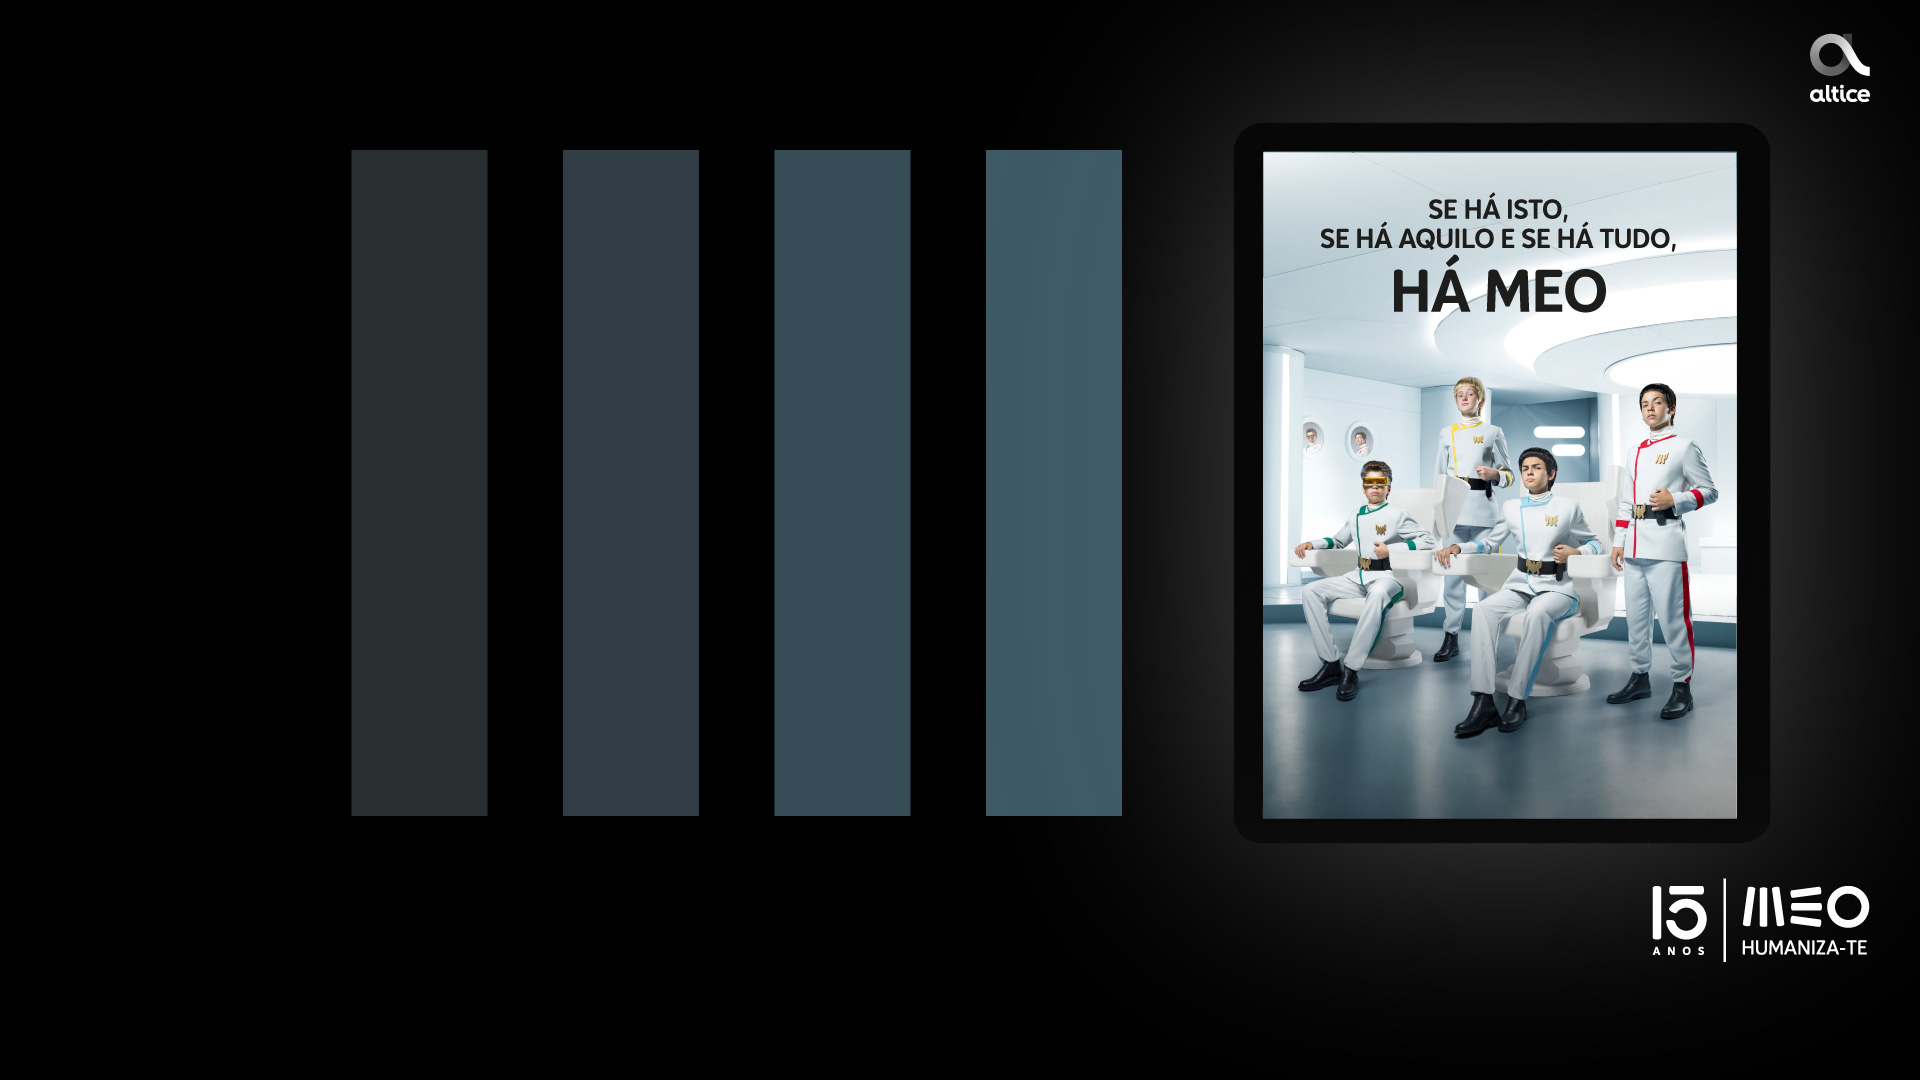 altice
SE HÁ ISTO,
SE HÁ AQUILO E SE HÁ TUDO,
HÁ MEO
15
ANOS
MEO
HUMANIZA-TE